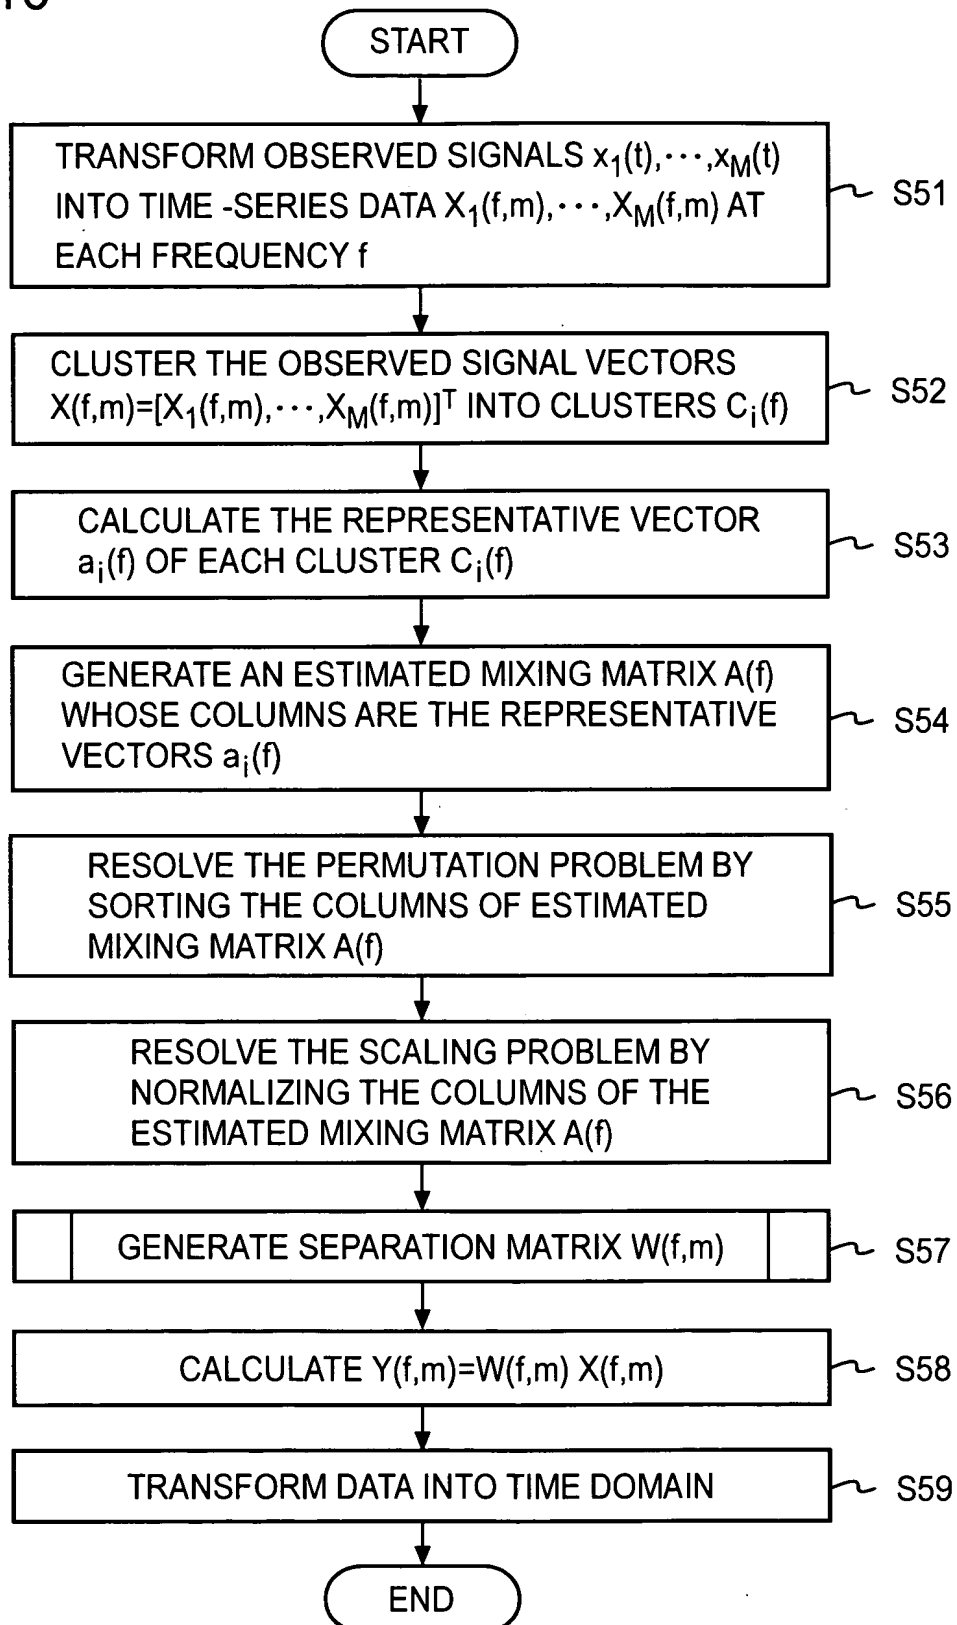 START
TRANSFORM OBSERVED SIGNALS x₁(t),···,x_M(t)
INTO TIME -SERIES DATA X₁(f,m),···,X_M(f,m) AT
EACH FREQUENCY f
S51
CLUSTER THE OBSERVED SIGNAL VECTORS
X(f,m)=[X₁(f,m),···,X_M(f,m)]ᵀ INTO CLUSTERS Cᵢ(f)
S52
CALCULATE THE REPRESENTATIVE VECTOR
aᵢ(f) OF EACH CLUSTER Cᵢ(f)
S53
GENERATE AN ESTIMATED MIXING MATRIX A(f)
WHOSE COLUMNS ARE THE REPRESENTATIVE
VECTORS aᵢ(f)
S54
RESOLVE THE PERMUTATION PROBLEM BY
SORTING THE COLUMNS OF ESTIMATED
MIXING MATRIX A(f)
S55
RESOLVE THE SCALING PROBLEM BY
NORMALIZING THE COLUMNS OF THE
ESTIMATED MIXING MATRIX A(f)
S56
GENERATE SEPARATION MATRIX W(f,m)
S57
CALCULATE Y(f,m)=W(f,m) X(f,m)
S58
TRANSFORM DATA INTO TIME DOMAIN
S59
END